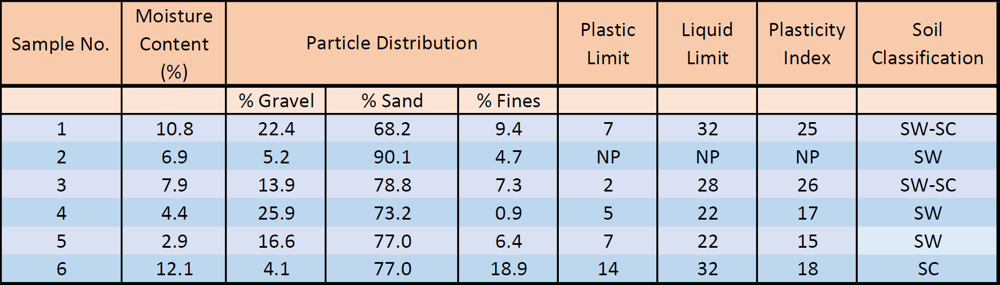 Sample No. Moisture Content (%) Particle Distribution Plastic Limit Liquid Limit Plasticity Index Soil Classification
% Gravel % Sand % Fines
1 10.8 22.4 68.2 9.4 7 32 25 SW-SC
2 6.9 5.2 90.1 4.7 NP NP NP SW
3 7.9 13.9 78.8 7.3 2 28 26 SW-SC
4 4.4 25.9 73.2 0.9 5 22 17 SW
5 2.9 16.6 77.0 6.4 7 22 15 SW
6 12.1 4.1 77.0 18.9 14 32 18 SC